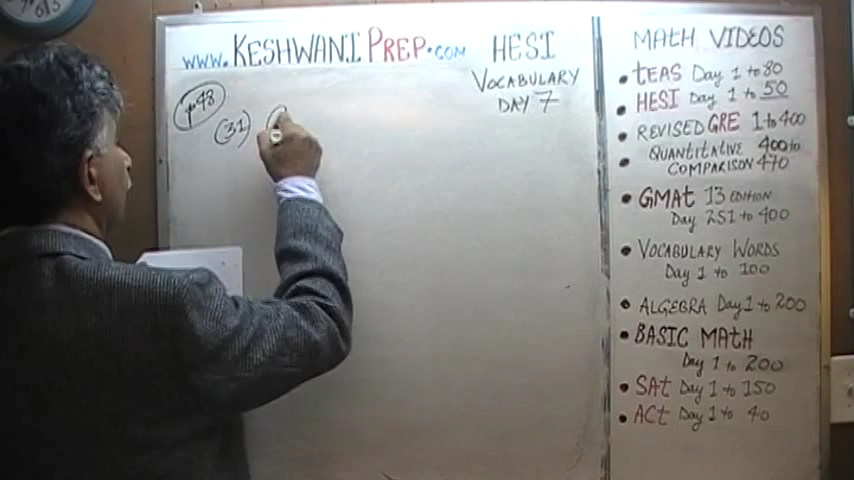 www.KESHWANIPREP.com HESI
VOCABULARY
DAY 7
p48
(31)
MATH VIDEOS
• TEAS Day 1 to 80
• HESI Day 1 to 50
• REVISED GRE 1 to 400
• QUANTITATIVE 400 to
COMPARISON 470
• GMAT 13 EDITION
Day 251 to 400
• VOCABULARY WORDS
Day 1 to 100
• ALGEBRA Day 1 to 200
• BASIC MATH
Day 1 to 200
• SAT Day 1 to 150
• ACT Day 1 to 40